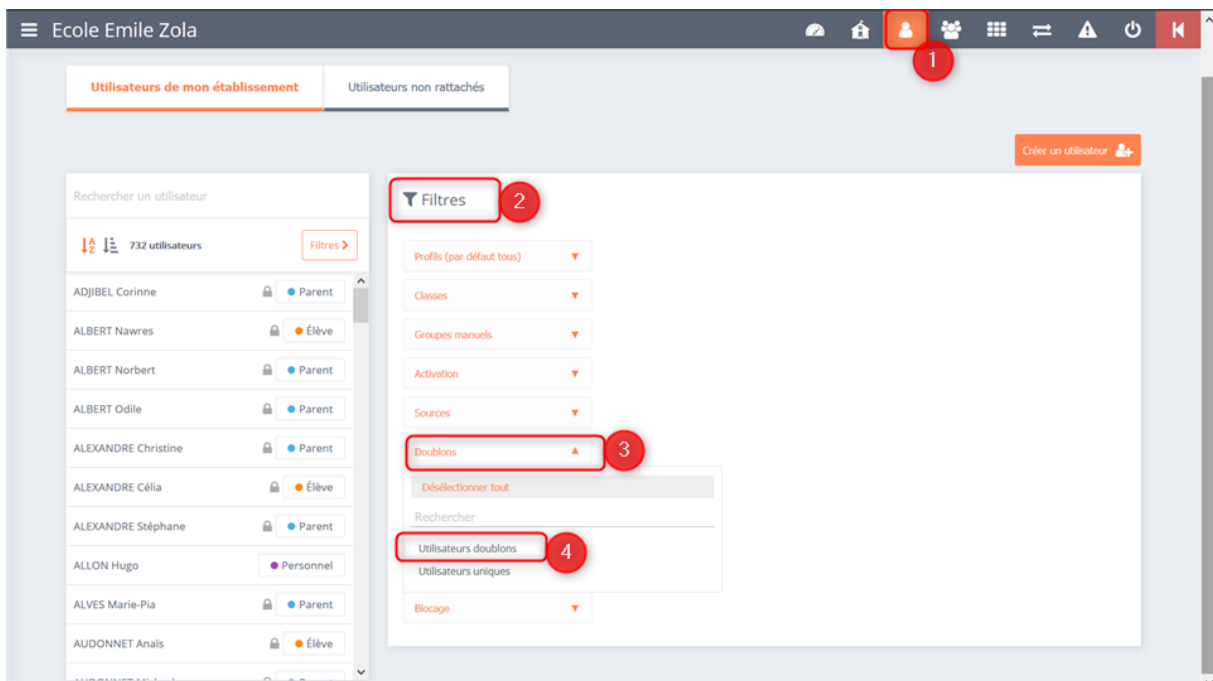 Ecole Emile Zola
1
Utilisateurs de mon établissement
Utilisateurs non rattachés
Créer un utilisateur
Rechercher un utilisateur
732 utilisateurs
Filtres
ADJIBEL Corinne
Parent
ALBERT Nawres
Élève
ALBERT Norbert
Parent
ALBERT Odile
Parent
ALEXANDRE Christine
Parent
ALEXANDRE Célia
Élève
ALEXANDRE Stéphane
Parent
ALLON Hugo
Personnel
ALVES Marie-Pia
Parent
AUDONNET Anaïs
Élève
Filtres
2
Profils (par défaut tous)
Classes
Groupes manuels
Activation
Sources
Doublons
3
Désélectionner tout
Rechercher
Utilisateurs doublons
4
Utilisateurs uniques
Blocage